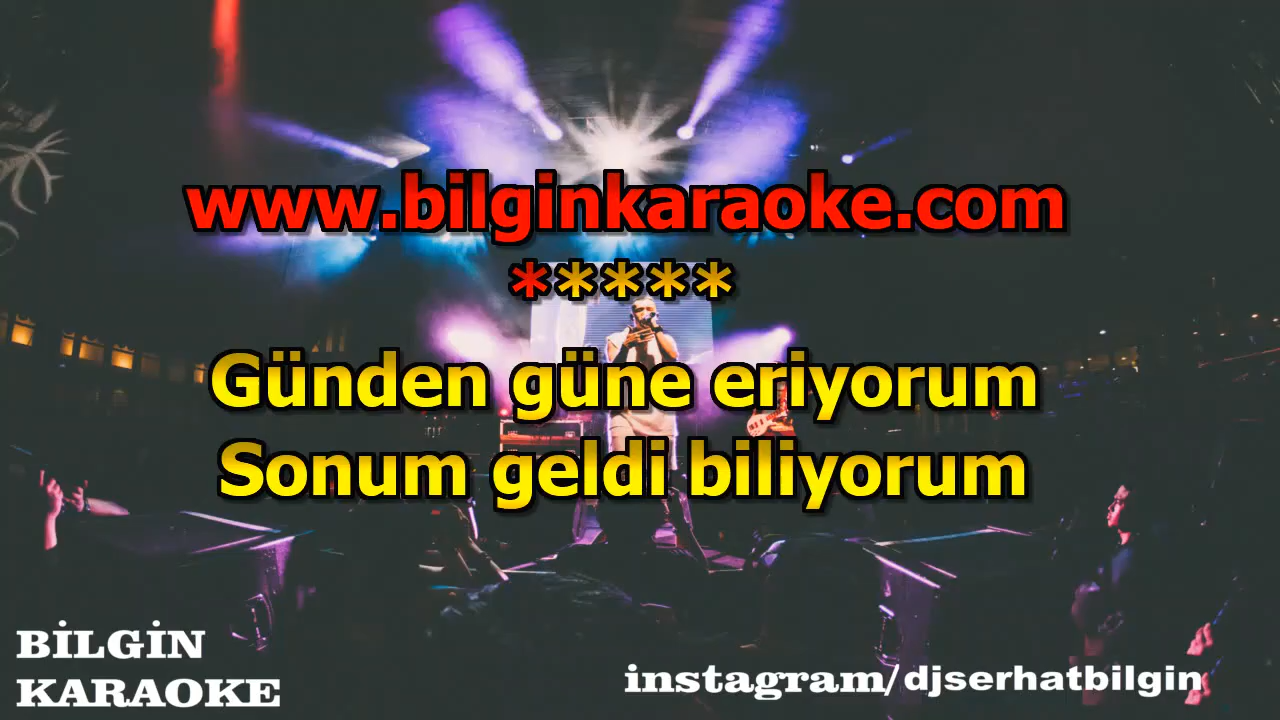 www.bilginkaraoke.com
*****
Günden güne eriyorum
Sonum geldi biliyorum
BİLGİN
KARAOKE
instagram/djserhatbilgin